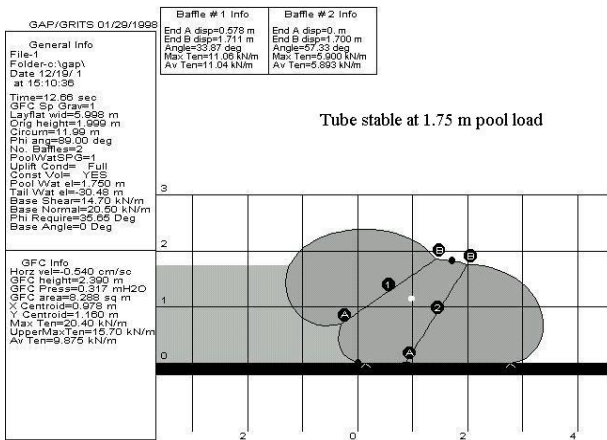 GAP/GRITS 01/29/1998
General Info
File-1
Folder-c:\gap\
Date 12/19/ 1
at 15:10:36
Time=12.66 sec
GFC Sp Grav=1
Layflat wid=5.998 m
Orig height=1.999 m
Circum=11.99 m
Phi ang=89.00 deg
No. Baffles=2
PoolWatSPG=1
Uplift Cond= Full
Const Vol= YES
Pool Wat el=1.750 m
Tail Wat el=-30.48 m
Base Shear=14.70 kN/m
Base Normal=20.50 kN/m
Phi Require=35.65 Deg
Base Angle=0 Deg
GFC Info
Horz vel=-0.540 cm/sc
GFC height=2.390 m
GFC Press=0.317 mH2O
GFC area=8.288 sq m
X Centroid=0.978 m
Y Centroid=1.160 m
Max Ten=20.40 kN/m
UpperMaxTen=15.70 kN/m
Av Ten=9.875 kN/m
Baffle # 1 Info
End A disp=0.578 m
End B disp=1.711 m
Angle=33.87 deg
Max Ten=11.06 kN/m
Av Ten=11.04 kN/m
Baffle # 2 Info
End A disp=0. m
End B disp=1.700 m
Angle=57.33 deg
Max Ten=5.900 kN/m
Av Ten=5.893 kN/m
Tube stable at 1.75 m pool load
3
2
1
0
B
B
1
2
A
A
2
0
2
4